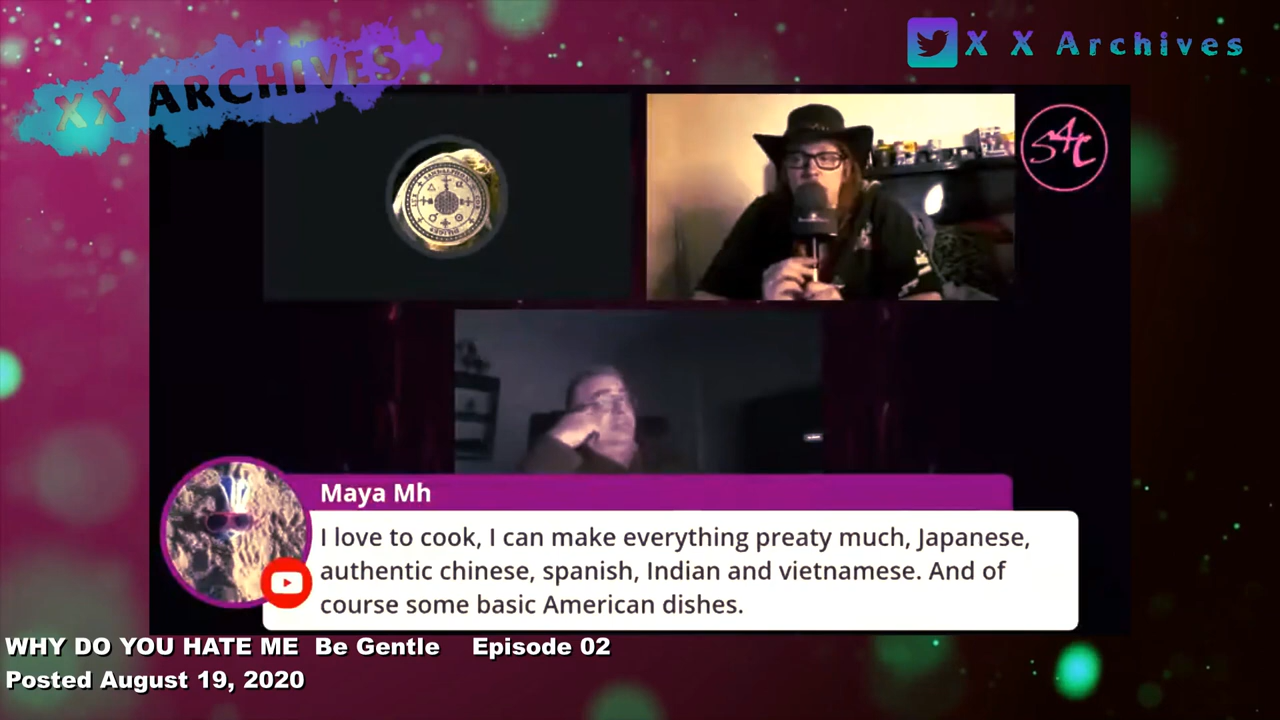 XX ARCHIVES
X X Archives
S4C
Maya Mh
I love to cook, I can make everything preaty much, Japanese,
authentic chinese, spanish, Indian and vietnamese. And of
course some basic American dishes.
WHY DO YOU HATE ME  Be Gentle    Episode 02
Posted August 19, 2020